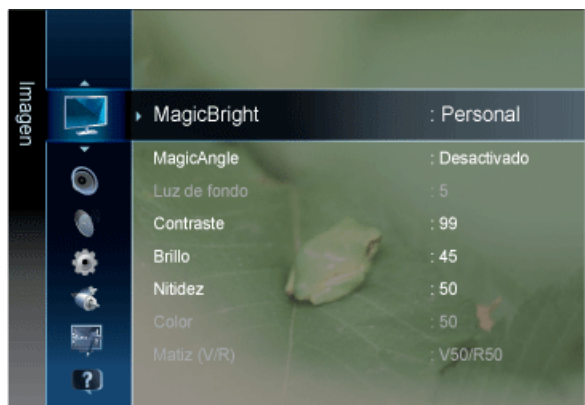 Imagen
MagicBright : Personal
MagicAngle : Desactivado
Luz de fondo : 5
Contraste : 99
Brillo : 45
Nitidez : 50
Color : 50
Matiz (V/R) : V50/R50
?